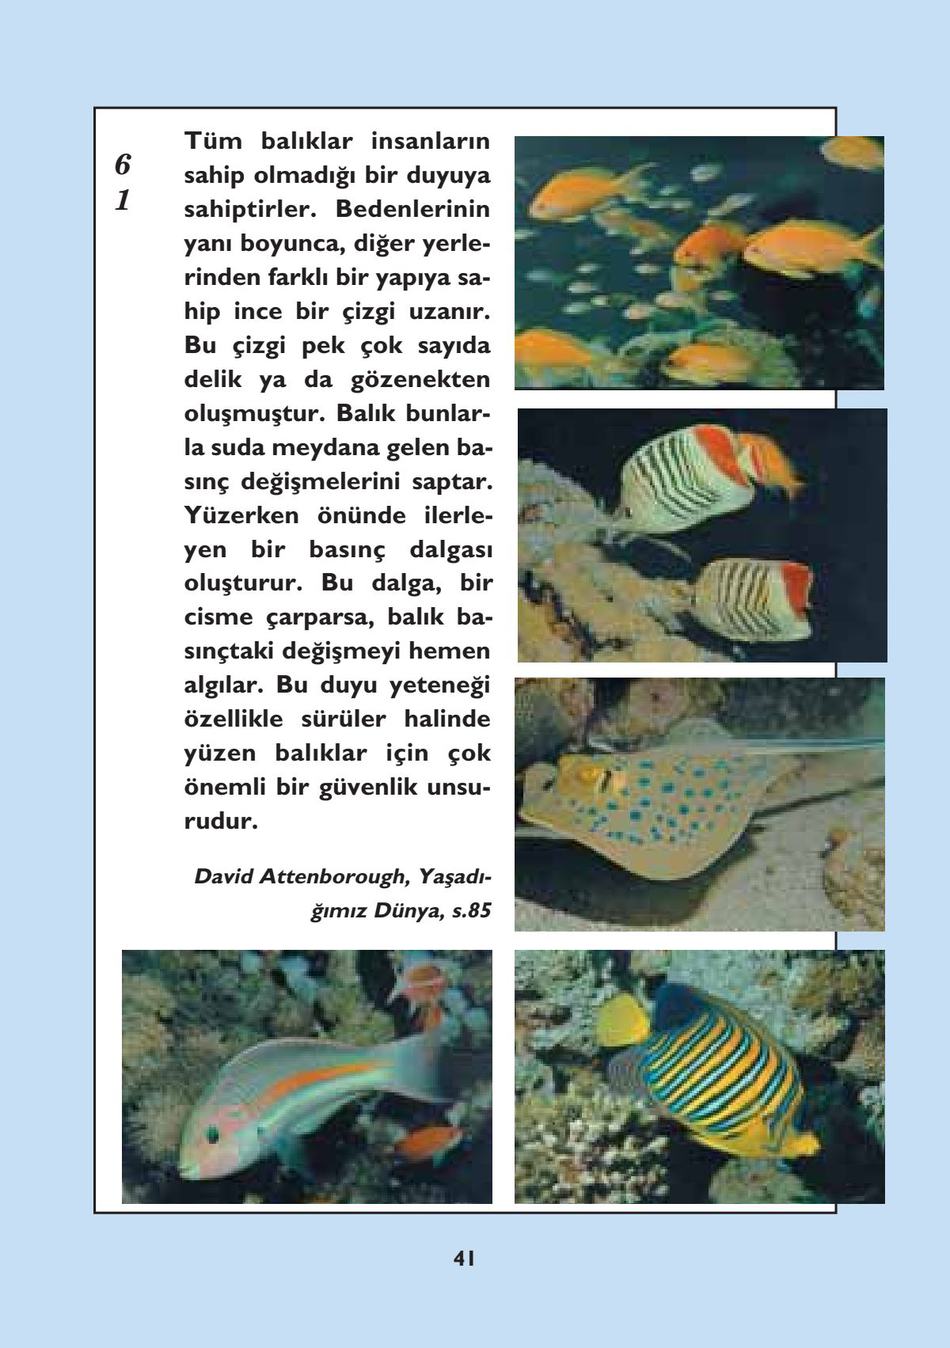 6
1
Tüm balıklar insanların
sahip olmadığı bir duyuya
sahiptirler. Bedenlerinin
yanı boyunca, diğer yerle-
rinden farklı bir yapıya sa-
hip ince bir çizgi uzanır.
Bu çizgi pek çok sayıda
delik ya da gözenekten
oluşmuştur. Balık bunlar-
la suda meydana gelen ba-
sınç değişmelerini saptar.
Yüzerken önünde ilerle-
yen bir basınç dalgası
oluşturur. Bu dalga, bir
cisme çarparsa, balık ba-
sınçtaki değişmeyi hemen
algılar. Bu duyu yeteneği
özellikle sürüler halinde
yüzen balıklar için çok
önemli bir güvenlik unsu-
rudur.
David Attenborough, Yaşadı-
ğımız Dünya, s.85
41